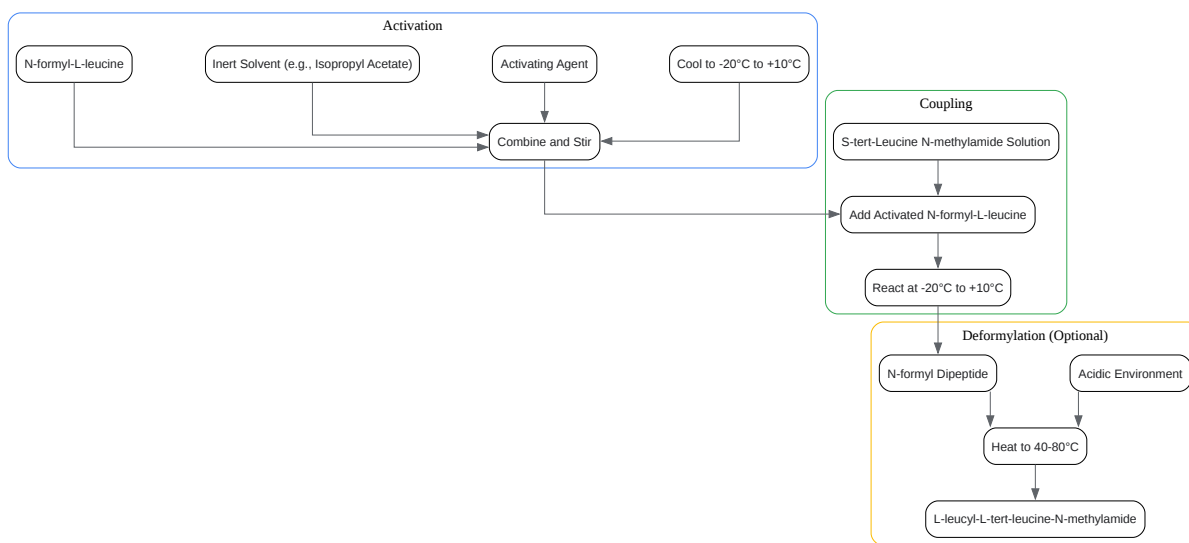 Activation
N-formyl-L-leucine
Inert Solvent (e.g., Isopropyl Acetate)
Activating Agent
Cool to -20°C to +10°C
Combine and Stir
Coupling
S-tert-Leucine N-methylamide Solution
Add Activated N-formyl-L-leucine
React at -20°C to +10°C
Deformylation (Optional)
N-formyl Dipeptide
Acidic Environment
Heat to 40-80°C
L-leucyl-L-tert-leucine-N-methylamide